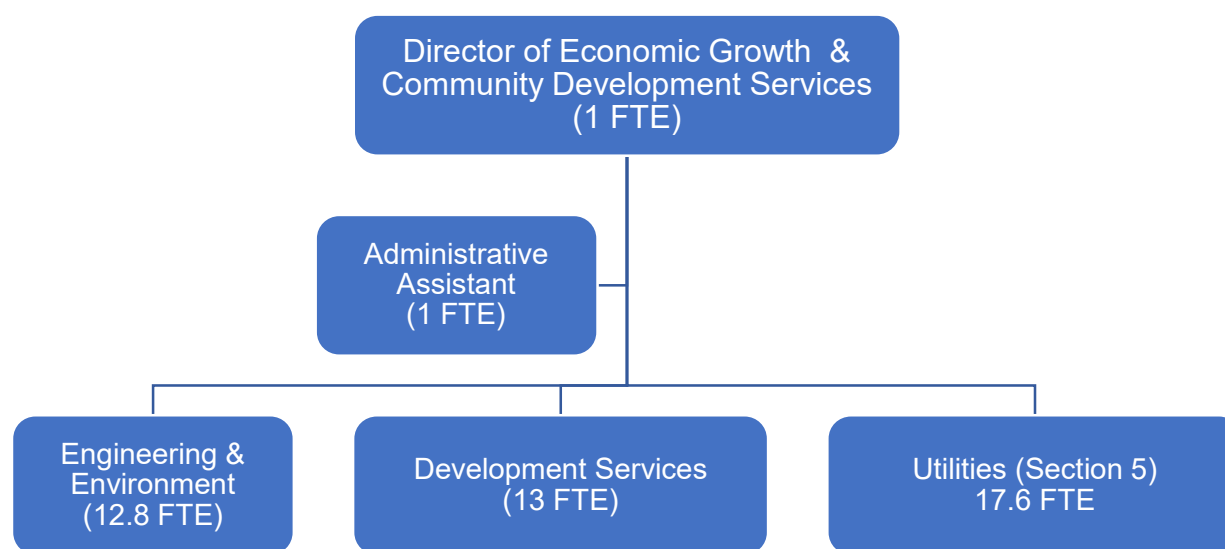 Director of Economic Growth &
Community Development Services
(1 FTE)
Administrative
Assistant
(1 FTE)
Engineering &
Environment
(12.8 FTE)
Development Services
(13 FTE)
Utilities (Section 5)
17.6 FTE